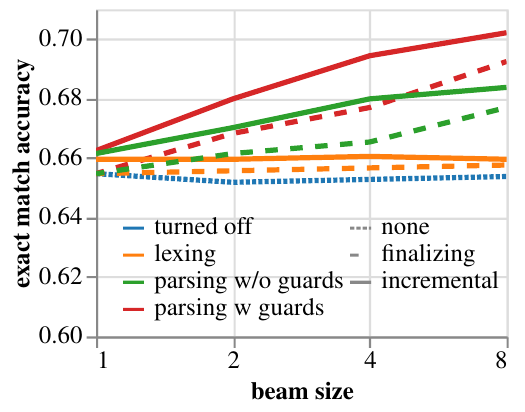 0.70
0.68
0.66
0.64
0.62
0.60
exact match accuracy
turned off
none
lexing
finalizing
parsing w/o guards
incremental
parsing w guards
1 2 4 8
beam size